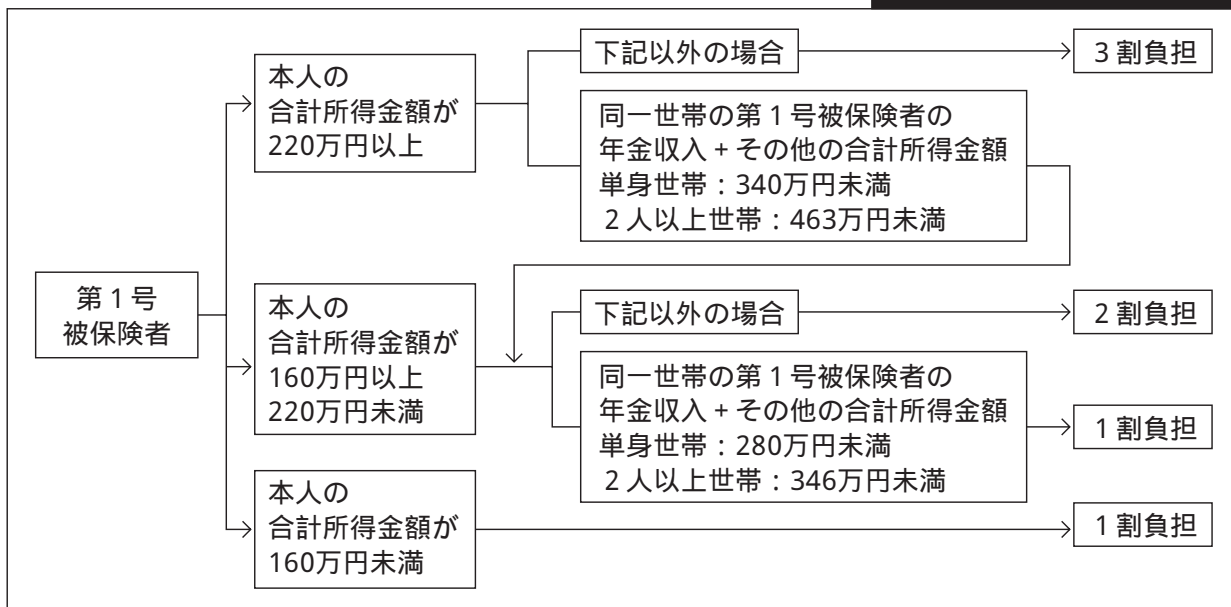 第１号
被保険者
本人の
合計所得金額が
220万円以上
下記以外の場合
３割負担
同一世帯の第１号被保険者の
年金収入＋その他の合計所得金額
単身世帯：340万円未満
２人以上世帯：463万円未満
本人の
合計所得金額が
160万円以上
220万円未満
下記以外の場合
２割負担
同一世帯の第１号被保険者の
年金収入＋その他の合計所得金額
単身世帯：280万円未満
２人以上世帯：346万円未満
１割負担
本人の
合計所得金額が
160万円未満
１割負担